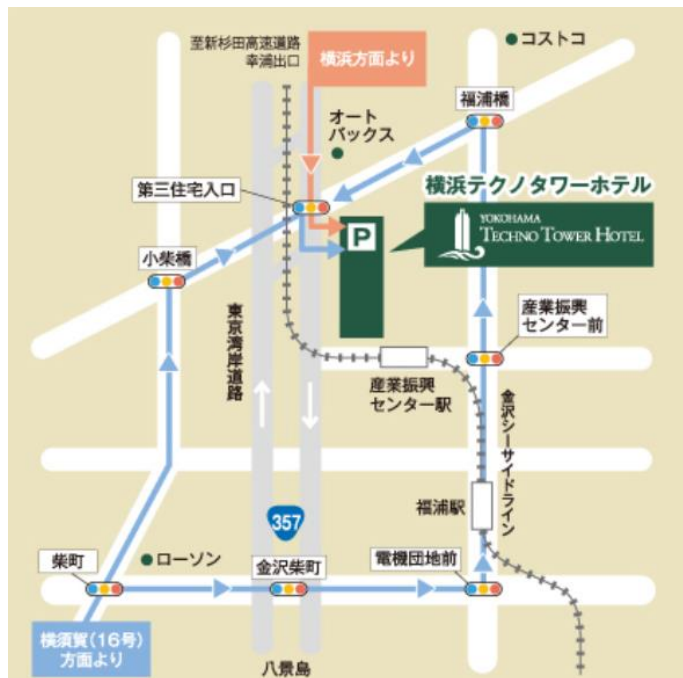 至新杉田高速道路
幸浦出口
横浜方面より
コストコ
福浦橋
オート
バックス
横浜テクノタワーホテル
YOKOHAMA
TECHNO TOWER HOTEL
第三住宅入口
P
小柴橋
東京湾岸道路
産業振興
センター前
産業振興
センター駅
金沢シーサイドライン
福浦駅
357
柴町
ローソン
金沢柴町
電機団地前
横須賀(16号)
方面より
八景島